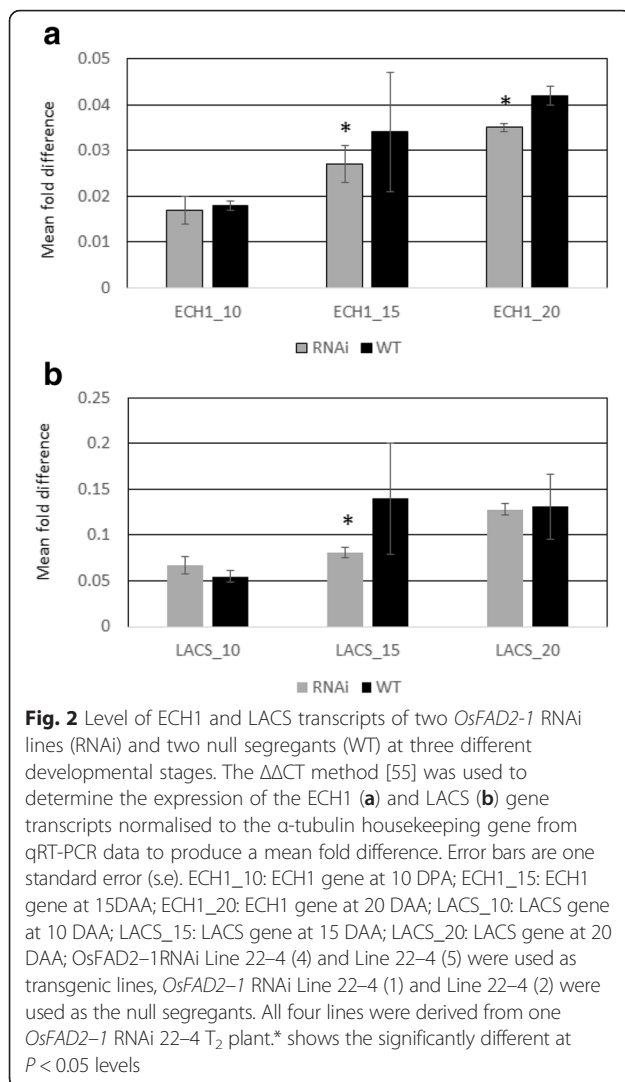 a
0.05
0.04
0.03
0.02
0.01
0
Mean fold difference
*
*
ECH1_10 ECH1_15 ECH1_20
RNAi WT
b
0.25
0.2
0.15
0.1
0.05
0
Mean fold difference
*
LACS_10 LACS_15 LACS_20
RNAi WT
Fig. 2 Level of ECH1 and LACS transcripts of two OsFAD2-1 RNAi
lines (RNAi) and two null segregants (WT) at three different
developmental stages. The ΔΔCT method [55] was used to
determine the expression of the ECH1 (a) and LACS (b) gene
transcripts normalised to the α-tubulin housekeeping gene from
qRT-PCR data to produce a mean fold difference. Error bars are one
standard error (s.e). ECH1_10: ECH1 gene at 10 DPA; ECH1_15: ECH1
gene at 15DAA; ECH1_20: ECH1 gene at 20 DAA; LACS_10: LACS gene
at 10 DAA; LACS_15: LACS gene at 15 DAA; LACS_20: LACS gene at 20
DAA; OsFAD2–1RNAi Line 22–4 (4) and Line 22–4 (5) were used as
transgenic lines, OsFAD2–1 RNAi Line 22–4 (1) and Line 22–4 (2) were
used as the null segregants. All four lines were derived from one
OsFAD2–1 RNAi 22–4 T₂ plant.* shows the significantly different at
P < 0.05 levels